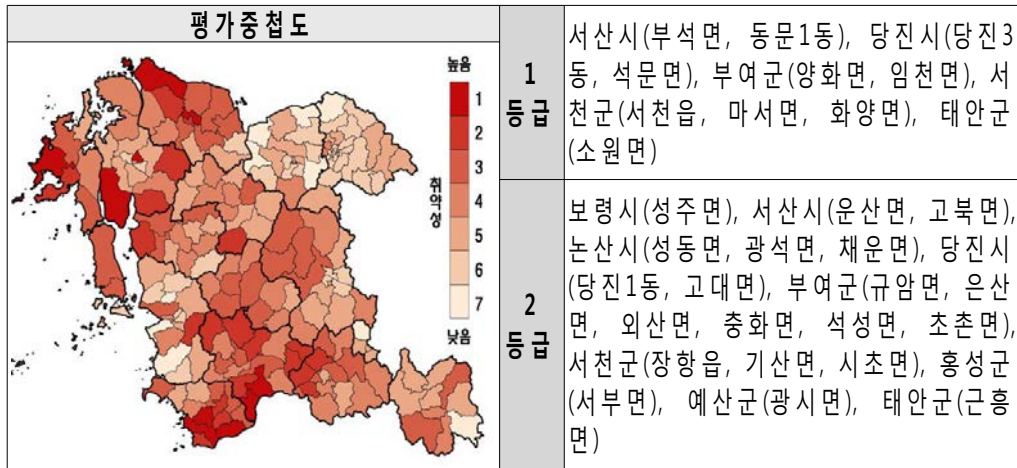 평가중첩도
높음
1
2
3
4
5
6
7
낮음
취약성
1
등급
서산시(부석면, 동문1동), 당진시(당진3
동, 석문면), 부여군(양화면, 임천면), 서
천군(서천읍, 마서면, 화양면), 태안군
(소원면)
2
등급
보령시(성주면), 서산시(운산면, 고북면),
논산시(성동면, 광석면, 채운면), 당진시
(당진1동, 고대면), 부여군(규암면, 은산
면, 외산면, 충화면, 석성면, 초촌면),
서천군(장항읍, 기산면, 시초면), 홍성군
(서부면), 예산군(광시면), 태안군(근흥
면)